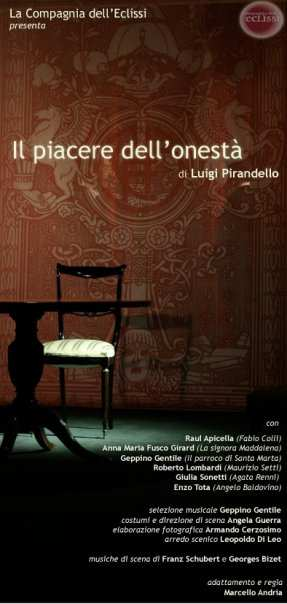 La Compagnia dell'Eclissi
presenta
eCLissi
Il piacere dell'onestà
di Luigi Pirandello
con
Raul Apicella (Fabio Colli)
Anna Maria Fusco Girard (La signora Maddalena)
Geppino Gentile (Il parroco di Santa Marta)
Roberto Lombardi (Maurizio Setti)
Giulia Sonetti (Agata Renni)
Enzo Tota (Angelo Baldovino)
selezione musicale Geppino Gentile
costumi e direzione di scena Angela Guerra
elaborazione fotografica Armando Cerzosimo
arredo scenico Leopoldo Di Leo
musiche di scena di Franz Schubert e Georges Bizet
adattamento e regia
Marcello Andria